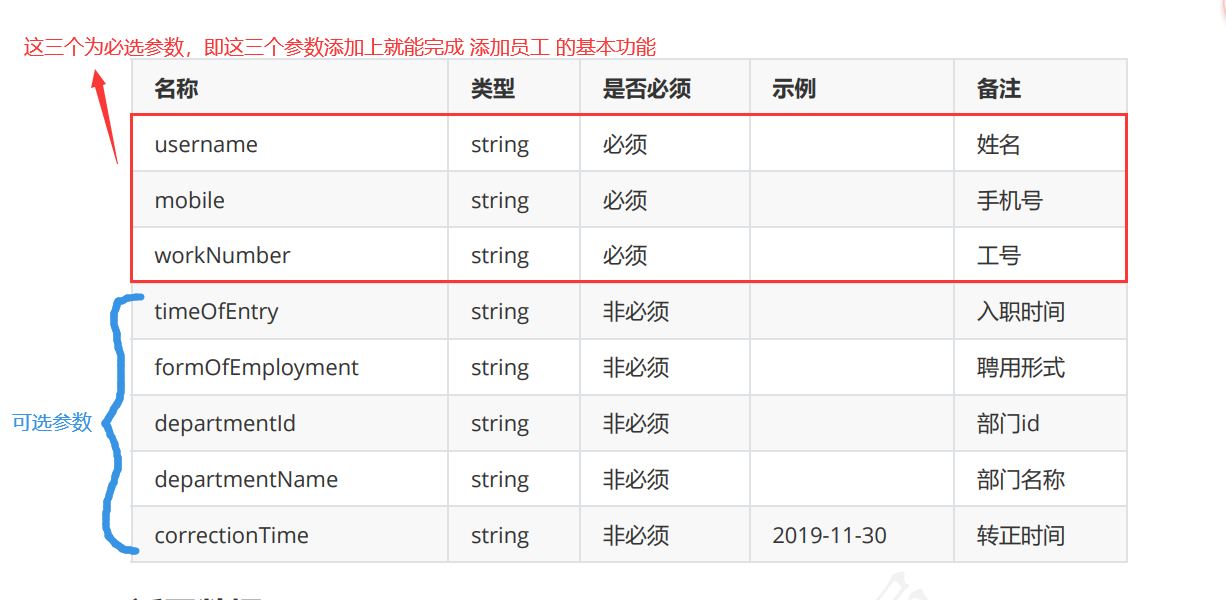 这三个为必选参数，即这三个参数添加上就能完成 添加员工 的基本功能
名称 类型 是否必须 示例 备注
username string 必须 姓名
mobile string 必须 手机号
workNumber string 必须 工号
timeOfEntry string 非必须 入职时间
formOfEmployment string 非必须 聘用形式
可选参数
departmentId string 非必须 部门id
departmentName string 非必须 部门名称
correctionTime string 非必须 2019-11-30 转正时间